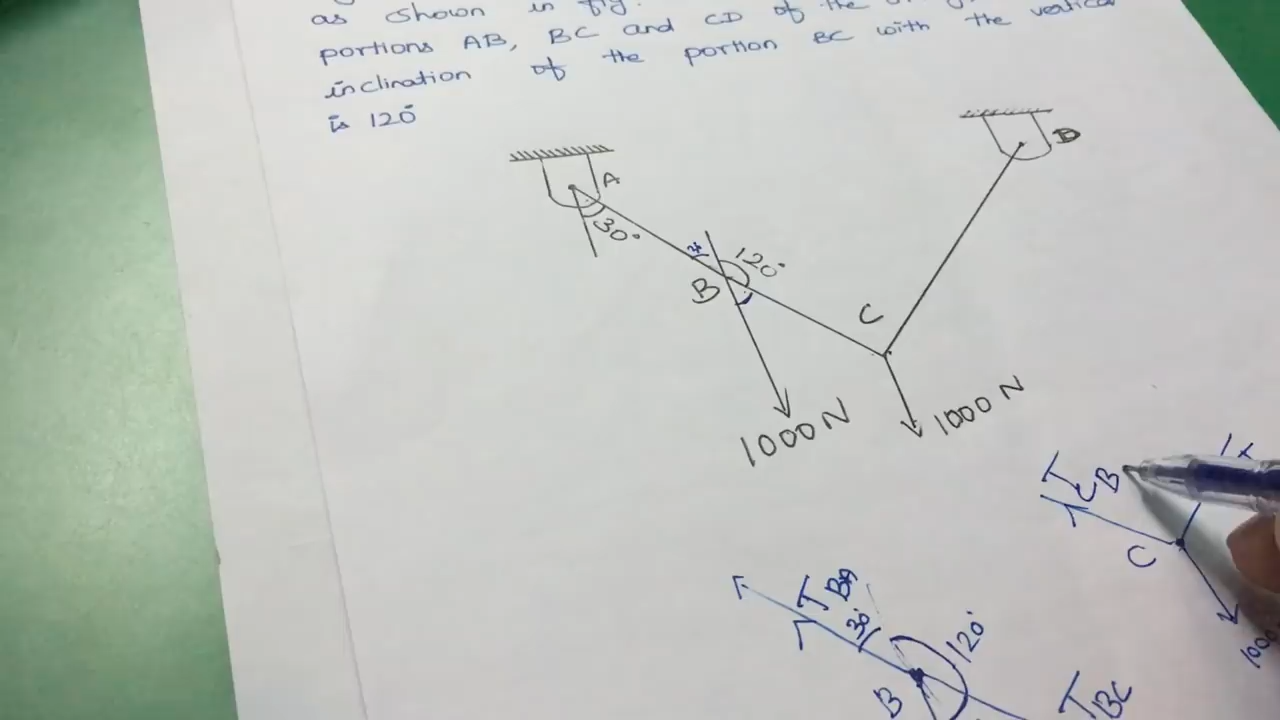 as shown in fig.
portions AB, BC and CD of the
inclination of the portion BC with the vertical
is 120°
A
D
30°
120°
B
C
1000 N
1000 N
T CB
C
T BA
30°
120°
B
T BC